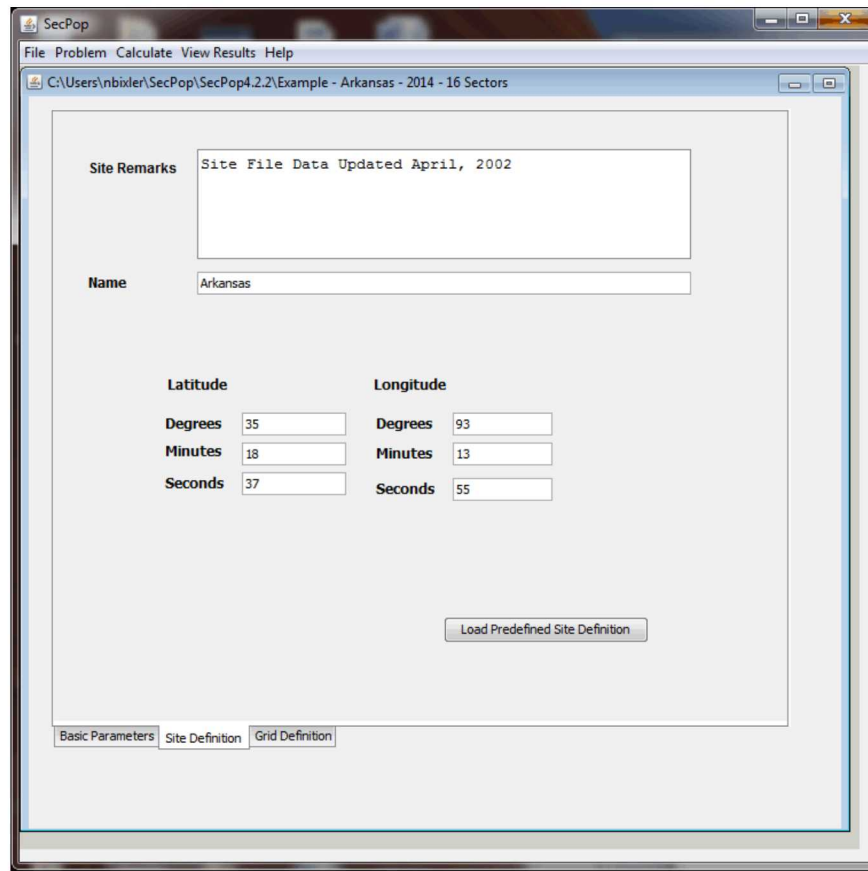 SecPop
File Problem Calculate View Results Help
C:\Users\nbixler\SecPop\SecPop4.2.2\Example - Arkansas - 2014 - 16 Sectors
Site Remarks
Site File Data Updated April, 2002
Name
Arkansas
Latitude Longitude
Degrees 35 Degrees 93
Minutes 18 Minutes 13
Seconds 37 Seconds 55
Load Predefined Site Definition
Basic Parameters Site Definition Grid Definition